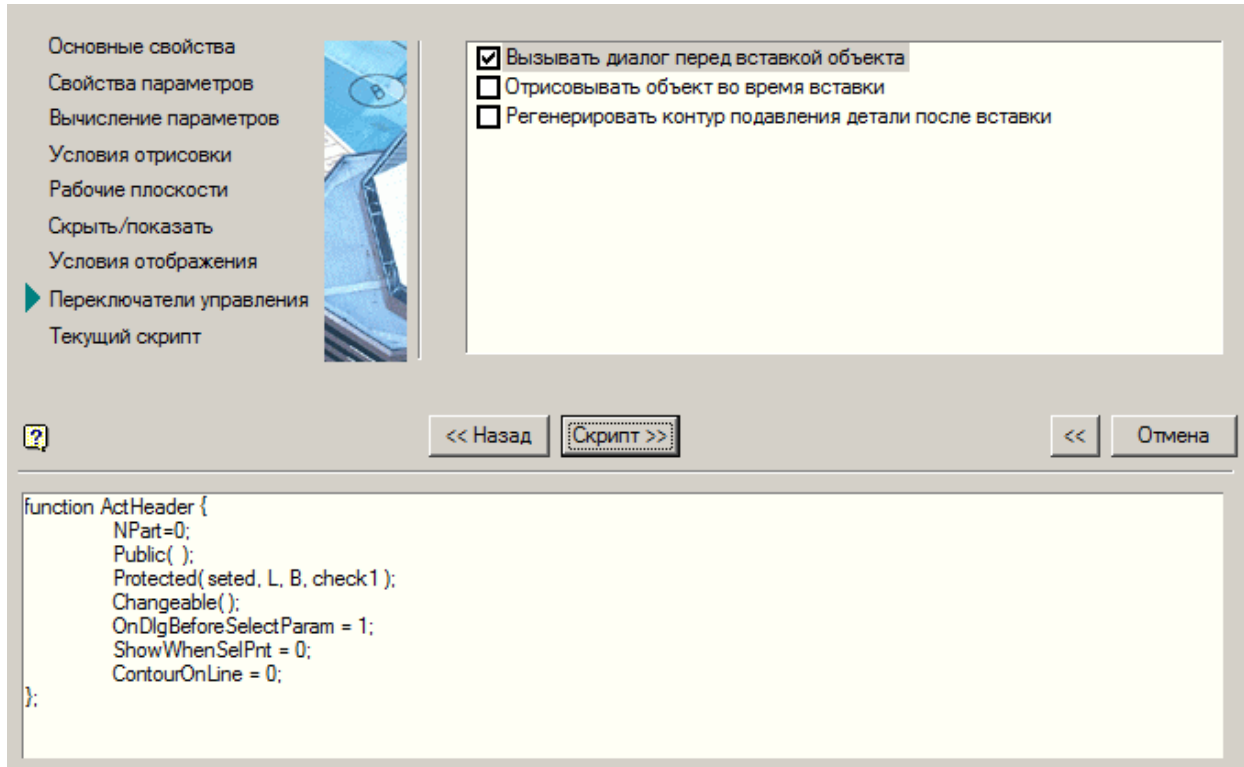 Основные свойства
Свойства параметров
Вычисление параметров
Условия отрисовки
Рабочие плоскости
Скрыть/показать
Условия отображения
Переключатели управления
Текущий скрипт
B
Вызывать диалог перед вставкой объекта
Отрисовывать объект во время вставки
Регенерировать контур подавления детали после вставки
?
<< Назад
Скрипт >>
<<
Отмена
function ActHeader {
NPart=0;
Public( );
Protected( seted, L, B, check1 );
Changeable( );
OnDlgBeforeSelectParam = 1;
ShowWhenSelPnt = 0;
ContourOnLine = 0;
};